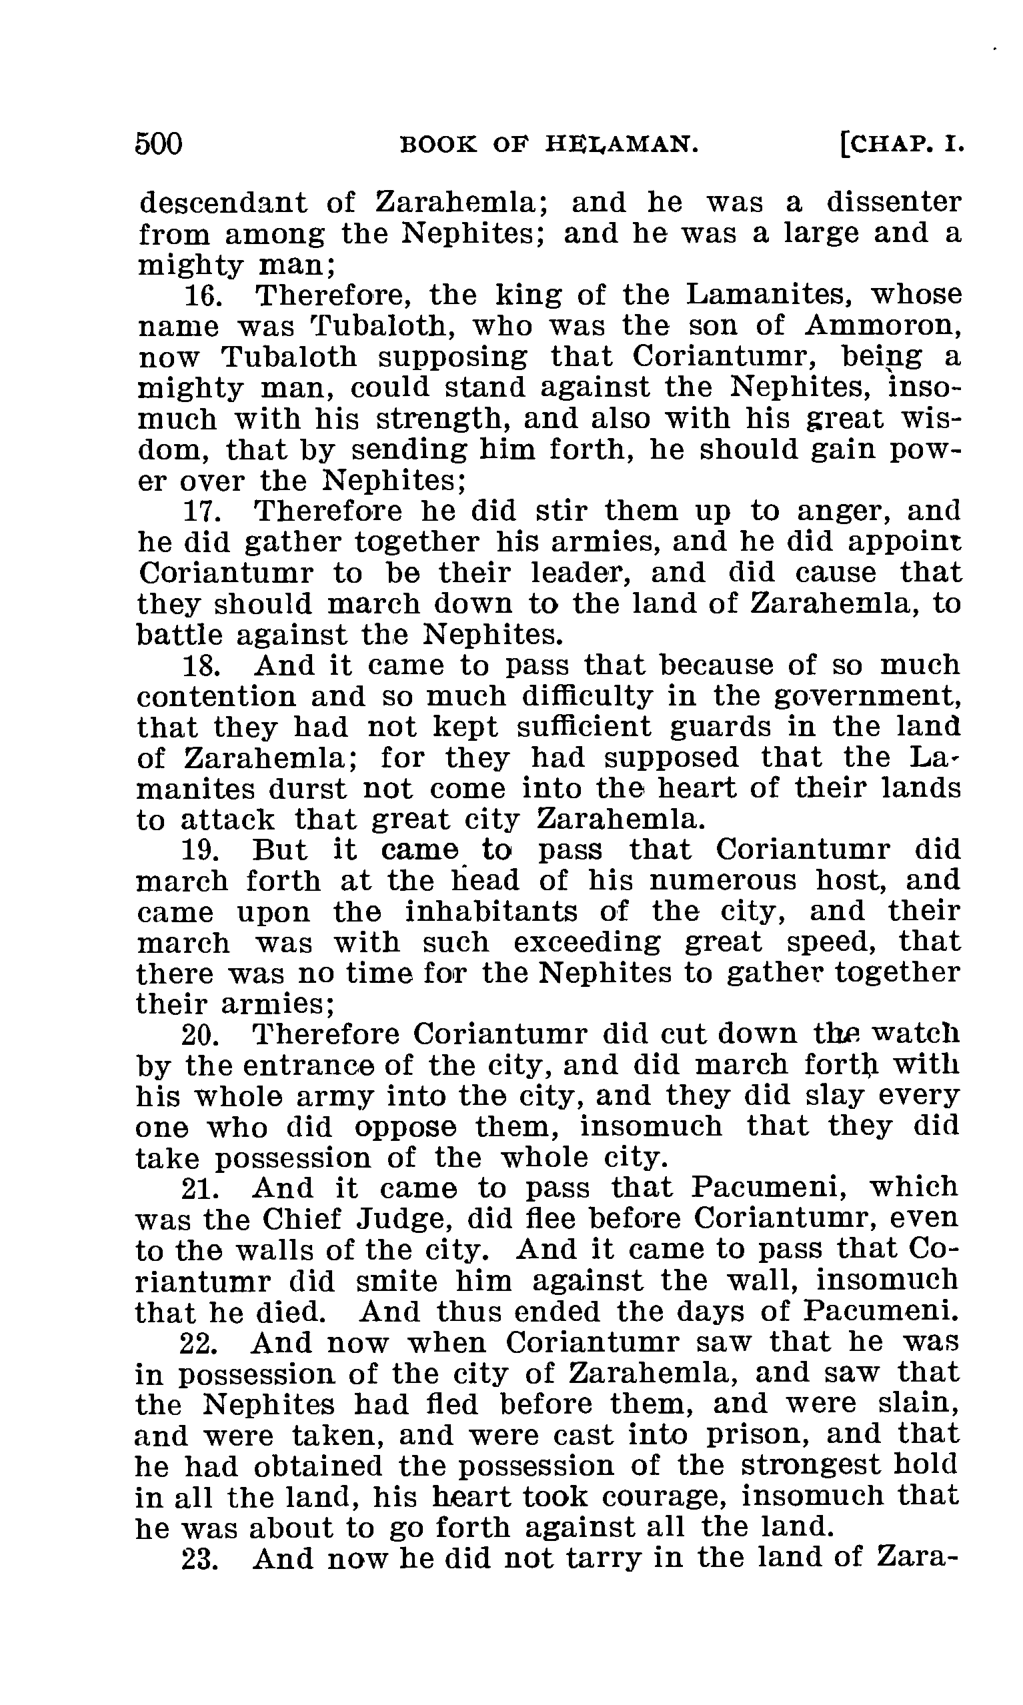 500 BOOK OF HELAMAN. [CHAP. I.
descendant of Zarahemla; and he was a dissenter
from among the Nephites; and he was a large and a
mighty man;
16. Therefore, the king of the Lamanites, whose
name was Tubaloth, who was the son of Ammoron,
now Tubaloth supposing that Coriantumr, being a
mighty man, could stand against the Nephites, inso-
much with his strength, and also with his great wis-
dom, that by sending him forth, he should gain pow-
er over the Nephites;
17. Therefore he did stir them up to anger, and
he did gather together his armies, and he did appoint
Coriantumr to be their leader, and did cause that
they should march down to the land of Zarahemla, to
battle against the Nephites.
18. And it came to pass that because of so much
contention and so much difficulty in the government,
that they had not kept sufficient guards in the land
of Zarahemla; for they had supposed that the La-
manites durst not come into the heart of their lands
to attack that great city Zarahemla.
19. But it came to pass that Coriantumr did
march forth at the head of his numerous host, and
came upon the inhabitants of the city, and their
march was with such exceeding great speed, that
there was no time for the Nephites to gather together
their armies;
20. Therefore Coriantumr did cut down the watch
by the entrance of the city, and did march forth with
his whole army into the city, and they did slay every
one who did oppose them, insomuch that they did
take possession of the whole city.
21. And it came to pass that Pacumeni, which
was the Chief Judge, did flee before Coriantumr, even
to the walls of the city. And it came to pass that Co-
riantumr did smite him against the wall, insomuch
that he died. And thus ended the days of Pacumeni.
22. And now when Coriantumr saw that he was
in possession of the city of Zarahemla, and saw that
the Nephites had fled before them, and were slain,
and were taken, and were cast into prison, and that
he had obtained the possession of the strongest hold
in all the land, his heart took courage, insomuch that
he was about to go forth against all the land.
23. And now he did not tarry in the land of Zara-